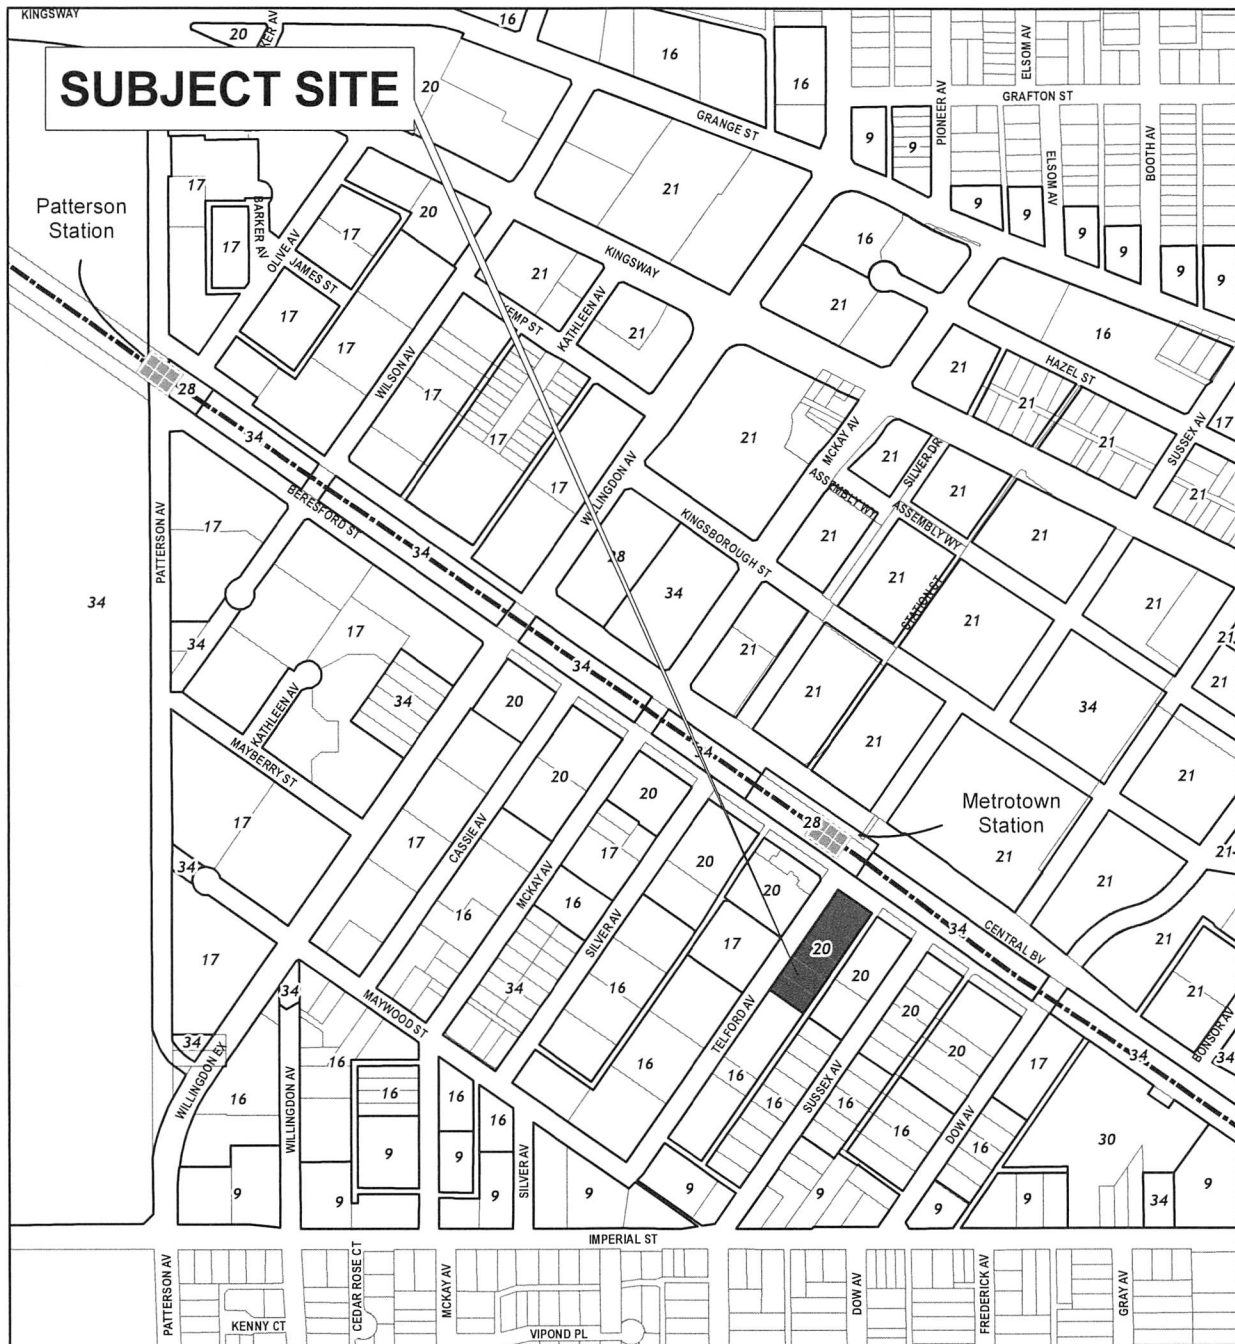 KINGSWAY
16
20
KER AV
SUBJECT SITE
20
16
16
ELSOM AV
GRAFTON ST
PIONEER AV
GRANGE ST
9
9
ELSOM AV
BOOTH AV
Patterson
Station
17
BARKER AV
17
OLIVE AV
JAMES ST
17
20
21
9
9
9
9
9
9
16
KINGSWAY
21
21
KEMP ST
KATHLEEN AV
21
17
17
WILSON AV
17
17
16
HAZEL ST
21
21
21
SUSSEX AV
17
21
28
34
BERESFORD ST
34
17
WILLINGDON AV
21
MCKAY AV
21
SILVER DR
ASSEMBLY WY
21
ASSEMBLY WY
21
21
21
STATION ST
21
21
21
21
PATTERSON AV
17
34
28
KINGSBOROUGH ST
34
21
34
17
KATHLEEN AV
34
MAYBERRY ST
34
20
21
21
34
21
34
20
20
CASSIE AV
17
17
34
17
MCKAY AV
16
16
SILVER AV
34
20
17
20
28
Metrotown
Station
21
21
21
CENTRAL BV
34
21
21
BONSOR AV
34
34
20
20
TELFORD AV
16
16
20
20
17
34
MAYWOOD ST
34
34
WILLINGDON EX
16
WILLINGDON AV
16
16
16
16
16
SUSSEX AV
16
16
DOW AV
16
30
9
9
9
9
9
SILVER AV
9
9
9
9
9
34
9
IMPERIAL ST
PATTERSON AV
KENNY CT
CEDAR ROSE CT
MCKAY AV
VIPOND PL
DOW AV
FREDERICK AV
GRAY AV